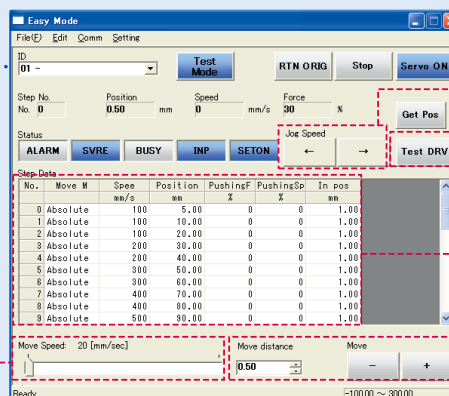 Easy Mode
File(F) Edit Comm Setting
ID
01 -
Test Mode
RTN ORIG Stop Servo ON
Step No. Position Speed Force
No. 0 0.50 mm 0 mm/s 30 %
Get Pos
Status Jog Speed
ALARM SVRE BUSY INP SETON ← → Test DRV
Step Data
No. Move M Spee Position PushingF PushingSp In pos
mm/s mm % % mm
0 Absolute 100 5.00 0 0 1.00
1 Absolute 100 10.00 0 0 1.00
2 Absolute 100 20.00 0 0 1.00
3 Absolute 200 30.00 0 0 1.00
4 Absolute 200 40.00 0 0 1.00
5 Absolute 300 50.00 0 0 1.00
6 Absolute 300 60.00 0 0 1.00
7 Absolute 400 70.00 0 0 1.00
8 Absolute 400 80.00 0 0 1.00
9 Absolute 500 90.00 0 0 1.00
Move Speed: 20 [mm/sec] Move distance Move
0.50 - +
Ready -100.00 ~ 300.00